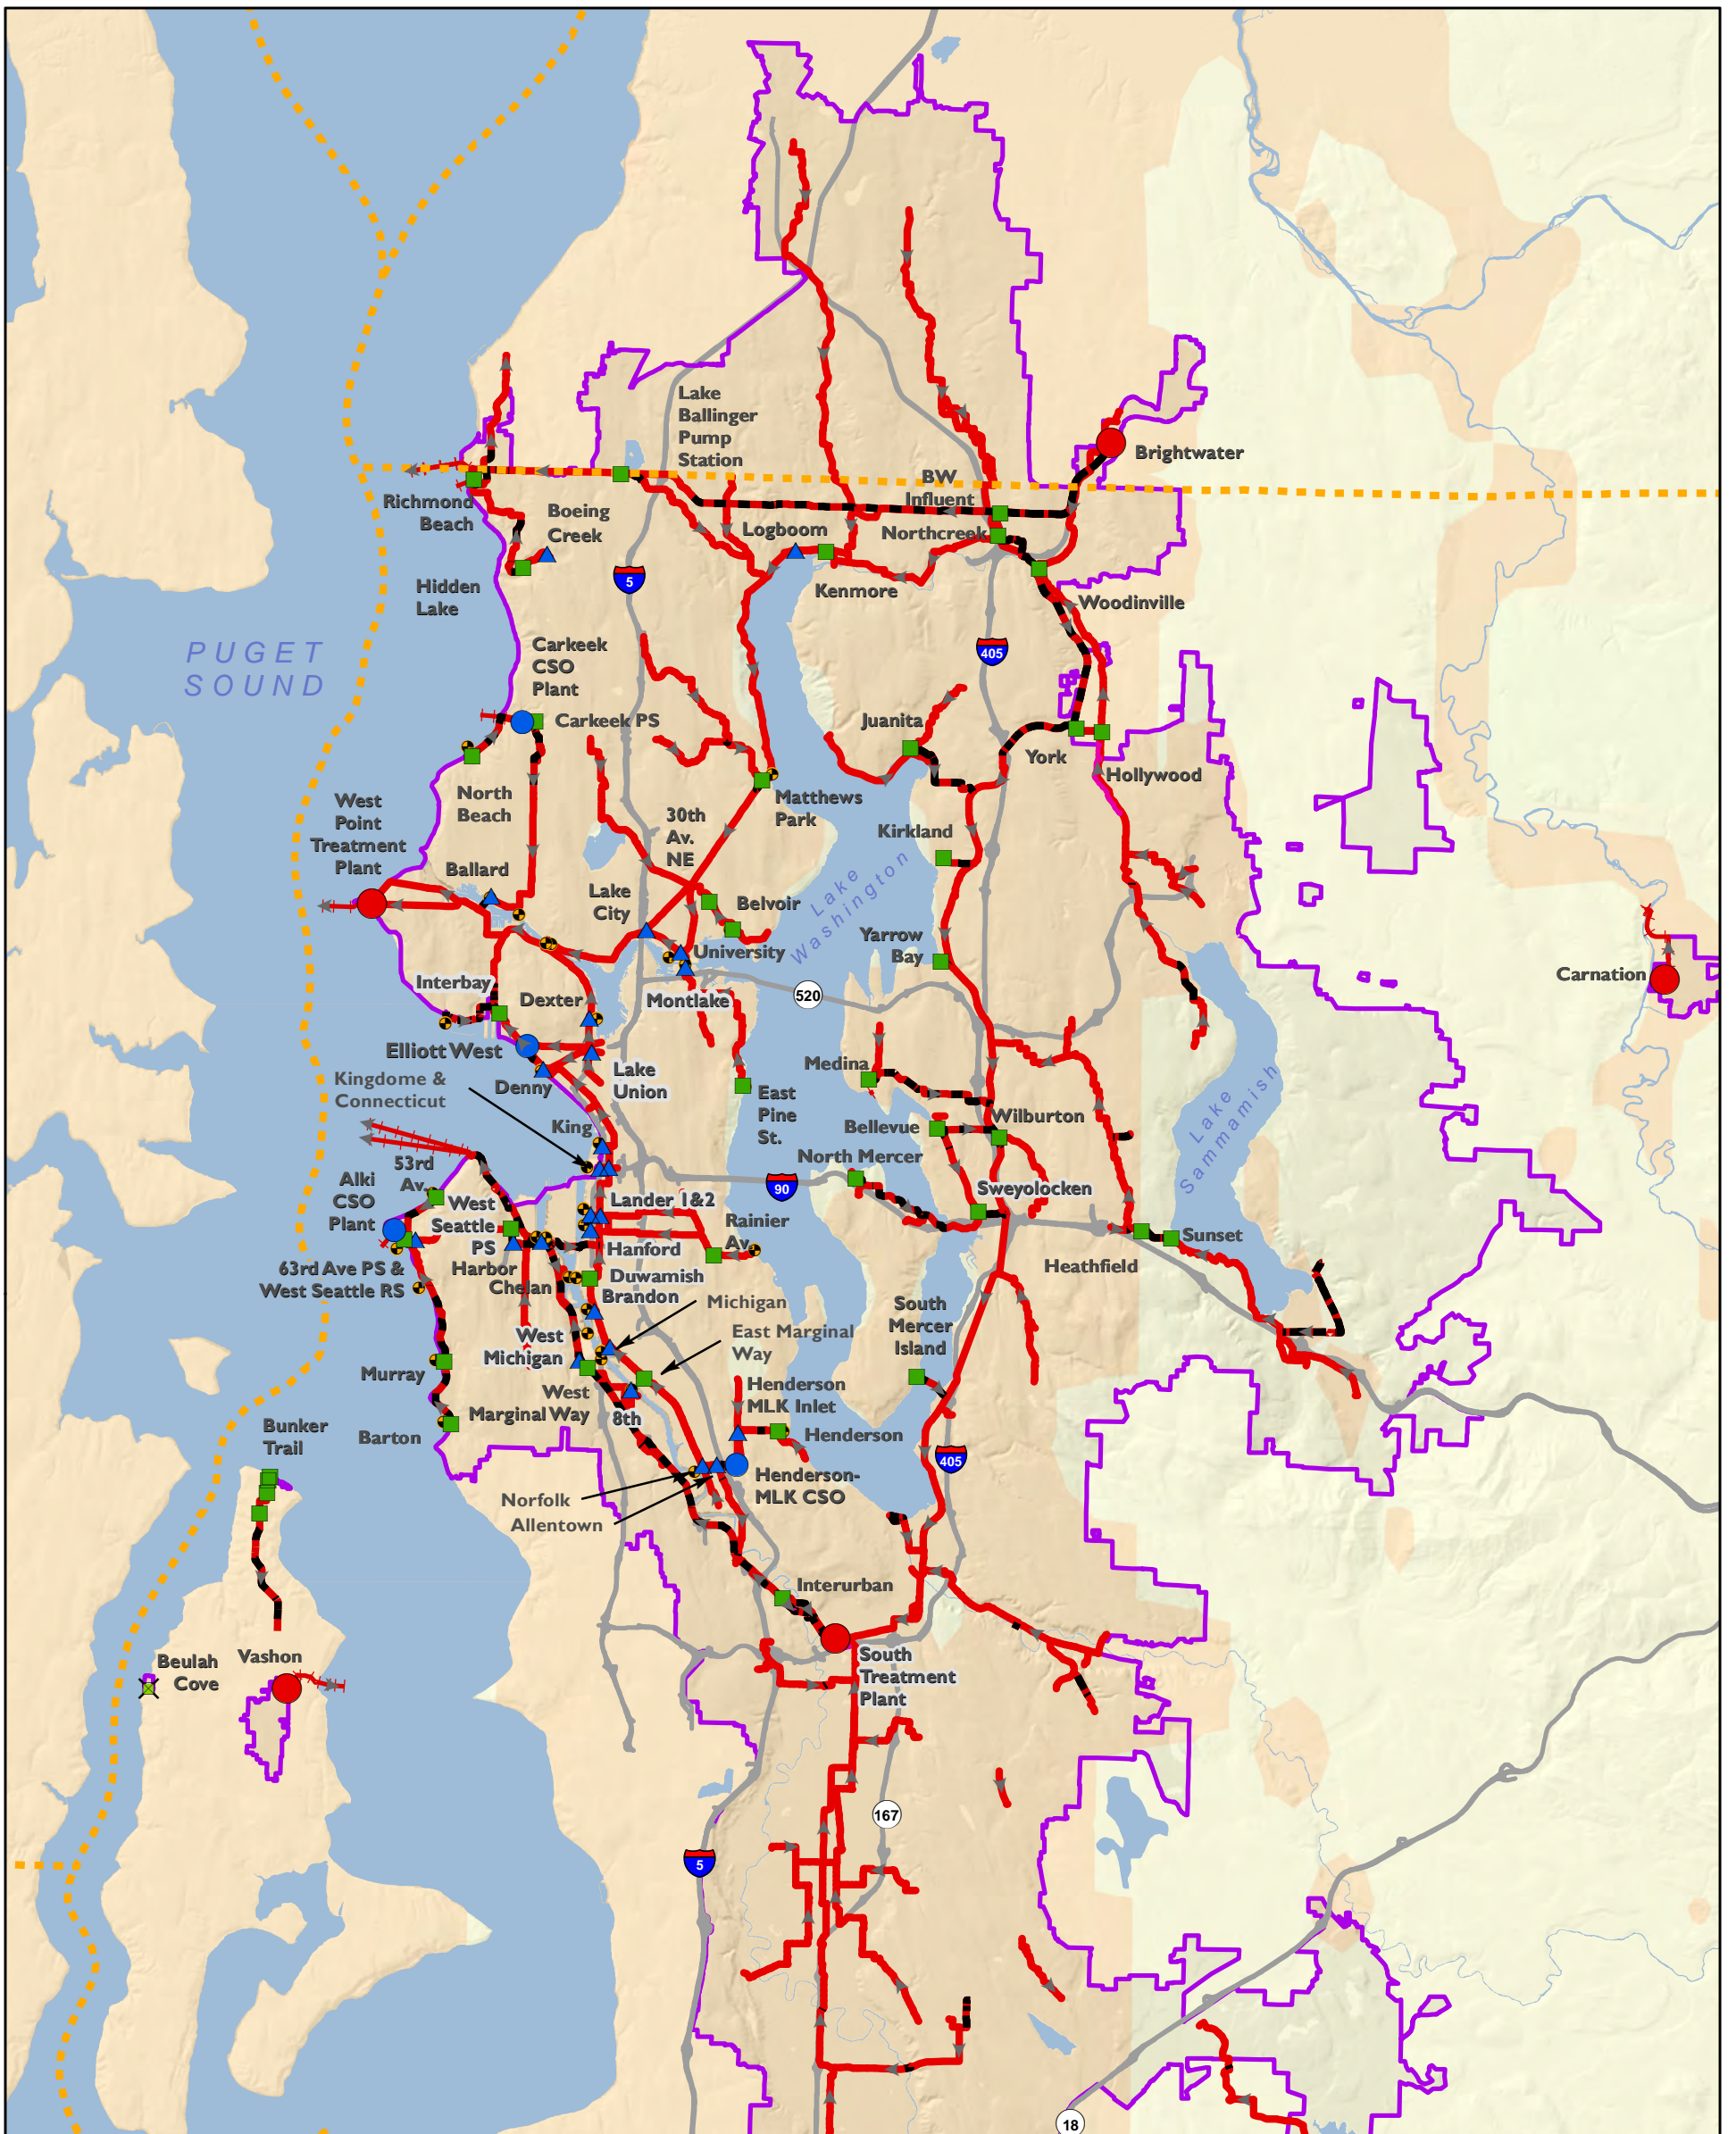 Lake
Ballinger
Pump
Station
Brightwater
BW
Influent
Richmond
Beach
Boeing
Creek
Logboom
Northcreek
Hidden
Lake
5
Kenmore
Woodinville
PUGET
SOUND
Carkeek
CSO
Plant
405
Carkeek PS
Juanita
York
Hollywood
North
Beach
Matthews
Park
West
Point
Treatment
Plant
30th
Av.
NE
Kirkland
Ballard
Lake
City
Belvoir
Lake
Washington
University
Yarrow
Bay
Carnation
Interbay
Dexter
Montlake
520
Elliott West
Lake
Union
Denny
Kingdome &
Connecticut
East
Pine
St.
Medina
Lake
Sammamish
King
Bellevue
Wilburton
North Mercer
53rd
Av.
90
Alki
CSO
Plant
West
Seattle
PS
Lander 1&2
Rainier
Av.
Sweyolocken
Hanford
Sunset
Heathfield
63rd Ave PS &
West Seattle RS
Harbor
Chelan
Duwamish
Brandon
Michigan
South
Mercer
Island
East Marginal
Way
West
Michigan
Murray
West
Marginal Way
8th
Henderson
MLK Inlet
Henderson
Bunker
Trail
Barton
405
Henderson-
MLK CSO
Norfolk
Allentown
Interurban
Beulah
Cove
Vashon
South
Treatment
Plant
167
5
18